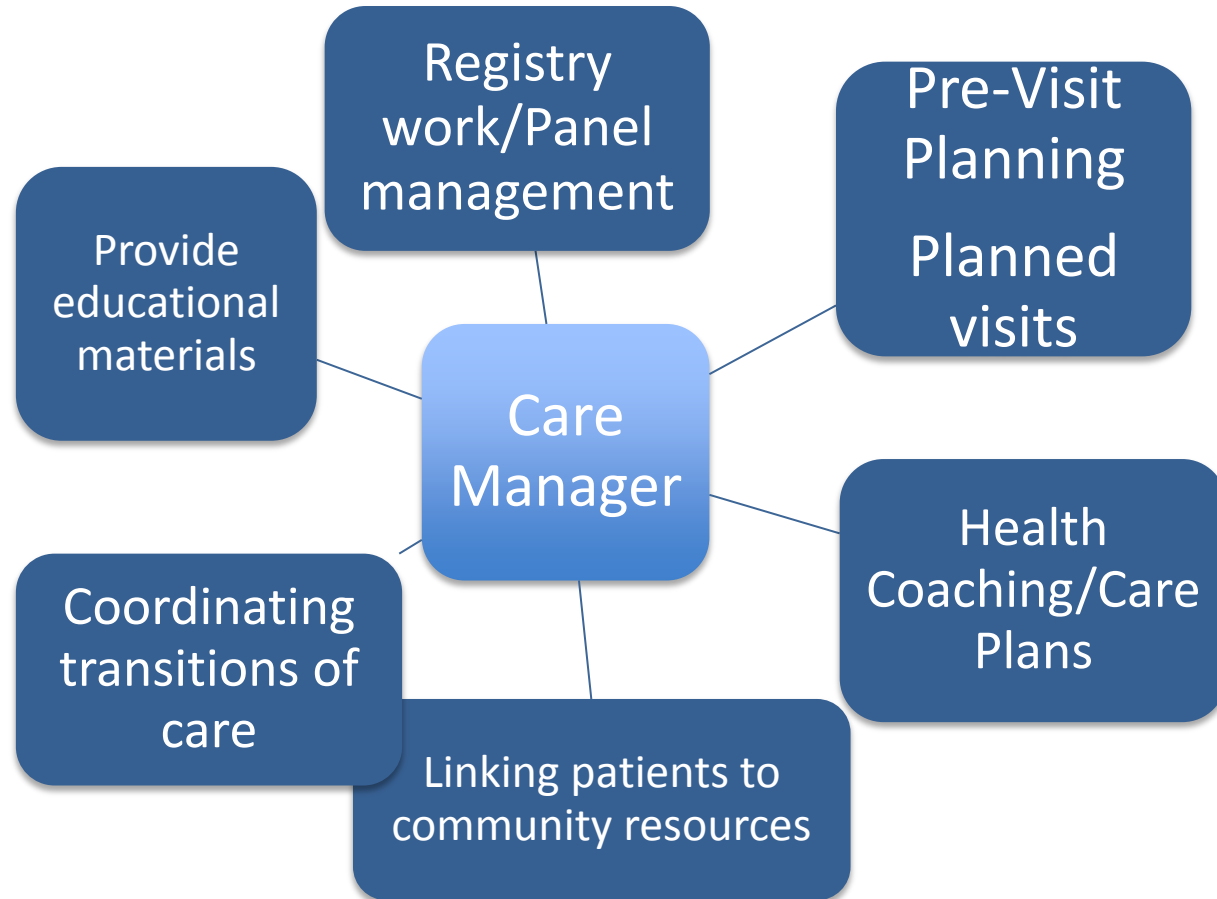 Registry
work/Panel
management
Pre-Visit
Planning
Planned
visits
Provide
educational
materials
Care
Manager
Health
Coaching/Care
Plans
Coordinating
transitions of
care
Linking patients to
community resources